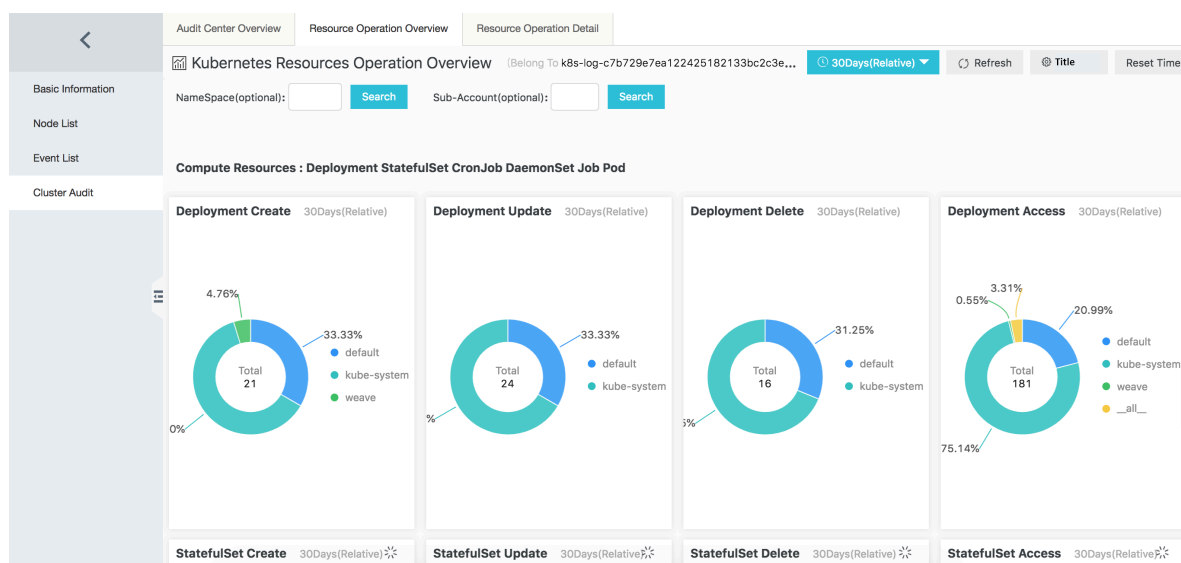 Audit Center Overview Resource Operation Overview Resource Operation Detail
Kubernetes Resources Operation Overview (Belong To k8s-log-c7b729e7ea122425182133bc2c3e... 30Days(Relative) Refresh Title Reset Time
Basic Information
Node List
Event List
Cluster Audit
NameSpace(optional): Search Sub-Account(optional): Search
Compute Resources : Deployment StatefulSet CronJob DaemonSet Job Pod
Deployment Create 30Days(Relative)
4.76%
33.33%
Total
21
default
kube-system
weave
0%
Deployment Update 30Days(Relative)
33.33%
Total
24
default
kube-system
%
Deployment Delete 30Days(Relative)
31.25%
Total
16
default
kube-system
5%
Deployment Access 30Days(Relative)
3.31%
0.55%
20.99%
Total
181
default
kube-system
weave
__all__
75.14%
StatefulSet Create 30Days(Relative)
StatefulSet Update 30Days(Relative)
StatefulSet Delete 30Days(Relative)
StatefulSet Access 30Days(Relative)